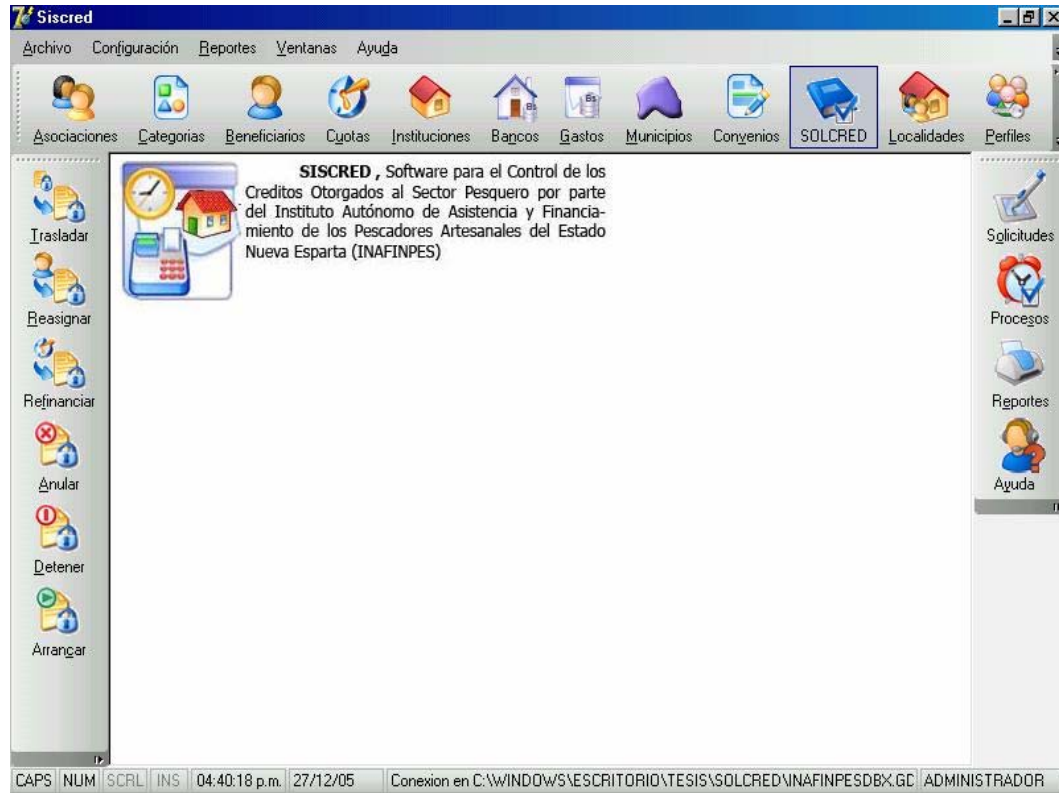 Siscred
Archivo Configuración Reportes Ventanas Ayuda
Asociaciones Categorias Beneficiarios Cuotas Instituciones Bancos Gastos Municipios Convenios SOLCRED Localidades Perfiles
SISCRED , Software para el Control de los
Creditos Otorgados al Sector Pesquero por parte
del Instituto Autónomo de Asistencia y Financia-
miento de los Pescadores Artesanales del Estado
Nueva Esparta (INAFINPES)
Trasladar
Reasignar
Refinanciar
Anular
Detener
Arrançar
Solicitudes
Procesos
Reportes
Ayuda
CAPS NUM SCRL INS 04:40:18 p.m. 27/12/05 Conexion en C:\WINDOWS\ESCRITORIO\TESIS\SOLCRED\INAFINPESDBX.GD ADMINISTRADOR